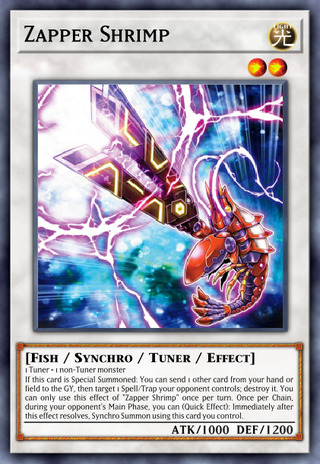 Zapper Shrimp
LIGHT
光
[Fish / Synchro / Tuner / Effect]
1 Tuner + 1 non-Tuner monster
If this card is Special Summoned: You can send 1 other card from your hand or
field to the GY, then target 1 Spell/Trap your opponent controls; destroy it. You
can only use this effect of "Zapper Shrimp" once per turn. Once per Chain,
during your opponent's Main Phase, you can (Quick Effect): Immediately after
this effect resolves, Synchro Summon using this card you control.
ATK/1000 DEF/1200